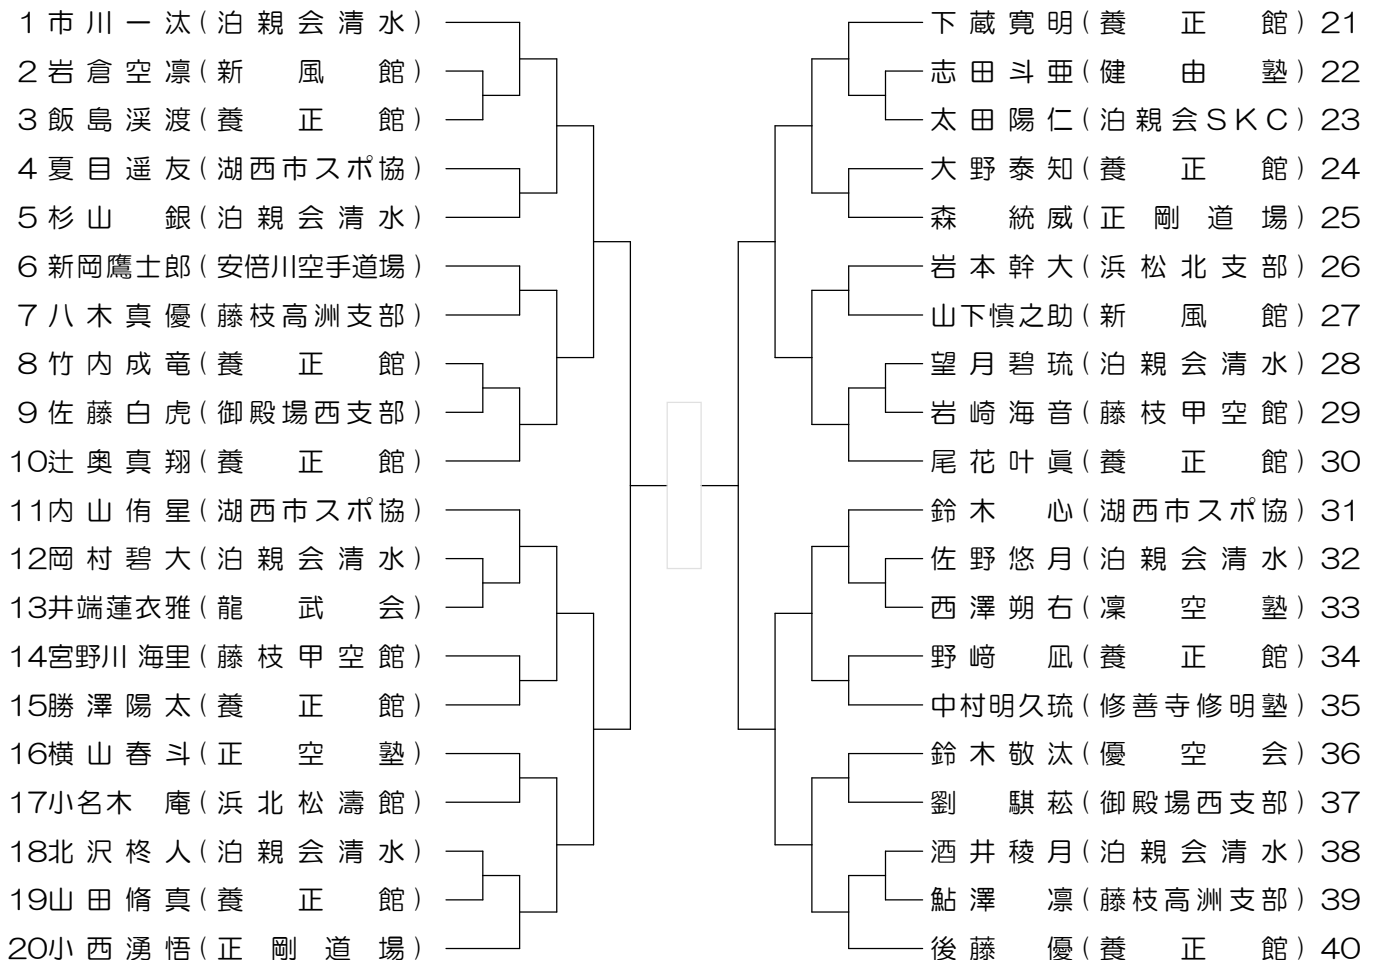 1 市川一汰(泊親会清水)
2 岩倉空凛(新風館)
3 飯島渓渡(養正館)
4 夏目遥友(湖西市スポ協)
5 杉山 銀(泊親会清水)
6 新岡鷹士郎(安倍川空手道場)
7 八木真優(藤枝高洲支部)
8 竹内成竜(養正館)
9 佐藤白虎(御殿場西支部)
10 辻奥真翔(養正館)
11 内山侑星(湖西市スポ協)
12 岡村碧大(泊親会清水)
13 井端蓮衣雅(龍武会)
14 宮野川海里(藤枝甲空館)
15 勝澤陽太(養正館)
16 横山春斗(正空塾)
17 小名木 庵(浜北松濤館)
18 北沢柊人(泊親会清水)
19 山田脩真(養正館)
20 小西湧悟(正剛道場)
下蔵寛明(養正館) 21
志田斗亜(健由塾) 22
太田陽仁(泊親会SKC) 23
大野泰知(養正館) 24
森 統威(正剛道場) 25
岩本幹大(浜松北支部) 26
山下慎之助(新風館) 27
望月碧琉(泊親会清水) 28
岩崎海音(藤枝甲空館) 29
尾花叶眞(養正館) 30
鈴木 心(湖西市スポ協) 31
佐野悠月(泊親会清水) 32
西澤朔右(凜空塾) 33
野﨑 凪(養正館) 34
中村明久琉(修善寺修明塾) 35
鈴木敬汰(優空会) 36
劉 騏菘(御殿場西支部) 37
酒井稜月(泊親会清水) 38
鮎澤 凛(藤枝高洲支部) 39
後藤 優(養正館) 40